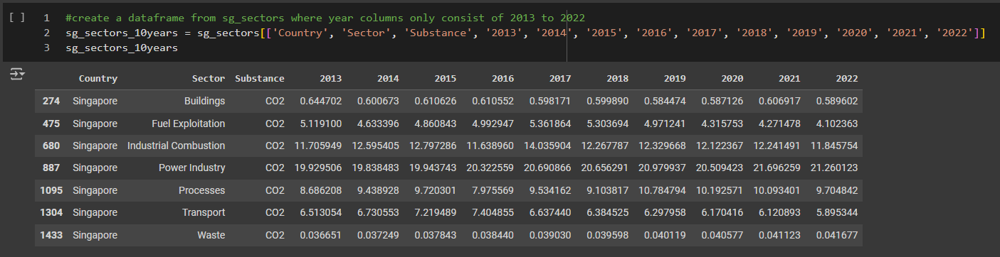 [ ] 1 #create a dataframe from sg_sectors where year columns only consist of 2013 to 2022
2 sg_sectors_10years = sg_sectors[['Country', 'Sector', 'Substance', '2013', '2014', '2015', '2016', '2017', '2018', '2019', '2020', '2021', '2022']]
3 sg_sectors_10years
Country Sector Substance 2013 2014 2015 2016 2017 2018 2019 2020 2021 2022
274 Singapore Buildings CO2 0.644702 0.600673 0.610626 0.610552 0.598171 0.599890 0.584474 0.587126 0.606917 0.589602
475 Singapore Fuel Exploitation CO2 5.119100 4.633396 4.860843 4.992947 5.361864 5.303694 4.971241 4.315753 4.271478 4.102363
680 Singapore Industrial Combustion CO2 11.705949 12.595405 12.797286 11.638960 14.035904 12.267787 12.329668 12.122367 12.241491 11.845754
887 Singapore Power Industry CO2 19.929506 19.838483 19.943743 20.322559 20.690866 20.656291 20.979937 20.509423 21.696259 21.260123
1095 Singapore Processes CO2 8.686208 9.438928 9.720301 7.975569 9.534162 9.103817 10.784794 10.192571 10.093401 9.704842
1304 Singapore Transport CO2 6.513054 6.730553 7.219489 7.404855 6.637440 6.384525 6.297958 6.170416 6.120893 5.895344
1433 Singapore Waste CO2 0.036651 0.037249 0.037843 0.038440 0.039030 0.039598 0.040119 0.040577 0.041123 0.041677